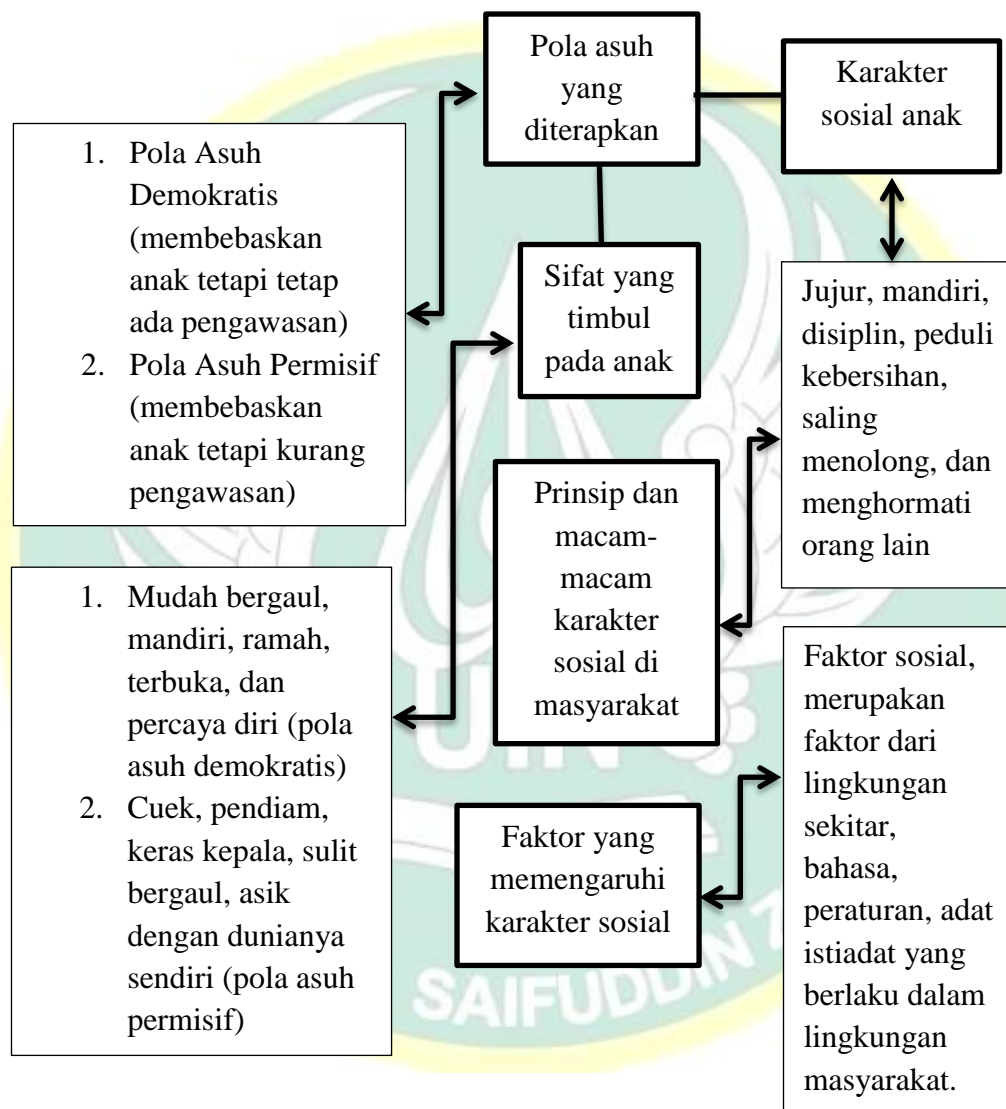 Pola asuh
yang
diterapkan
Karakter
sosial anak
1. Pola Asuh
Demokratis
(membebaskan
anak tetapi tetap
ada pengawasan)
2. Pola Asuh Permisif
(membebaskan
anak tetapi kurang
pengawasan)
Sifat yang
timbul
pada anak
Jujur, mandiri,
disiplin, peduli
kebersihan,
saling
menolong, dan
menghormati
orang lain
Prinsip dan
macam-
macam
karakter
sosial di
masyarakat
1. Mudah bergaul,
mandiri, ramah,
terbuka, dan
percaya diri (pola
asuh demokratis)
2. Cuek, pendiam,
keras kepala, sulit
bergaul, asik
dengan dunianya
sendiri (pola asuh
permisif)
Faktor yang
memengaruhi
karakter sosial
Faktor sosial,
merupakan
faktor dari
lingkungan
sekitar,
bahasa,
peraturan, adat
istiadat yang
berlaku dalam
lingkungan
masyarakat.
UIN
SAIFUDDIN Z